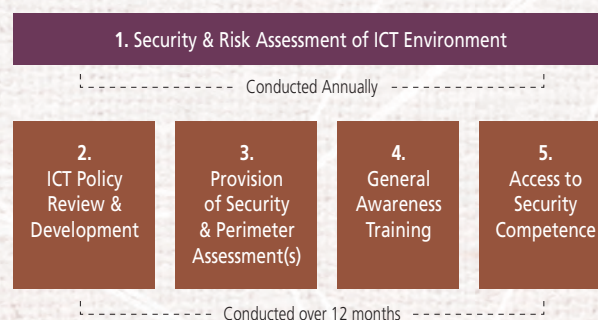 1. Security & Risk Assessment of ICT Environment
Conducted Annually
2.
ICT Policy
Review &
Development
3.
Provision
of Security
& Perimeter
Assessment(s)
4.
General
Awareness
Training
5.
Access to
Security
Competence
Conducted over 12 months